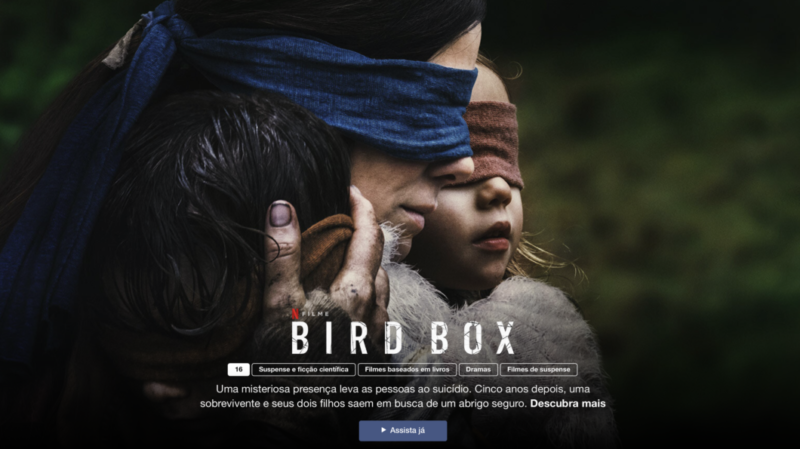 N FILME
BIRD BOX
16 Suspense e ficção científica Filmes baseados em livros Dramas Filmes de suspense
Uma misteriosa presença leva as pessoas ao suicídio. Cinco anos depois, uma
sobrevivente e seus dois filhos saem em busca de um abrigo seguro. Descubra mais
Assista já